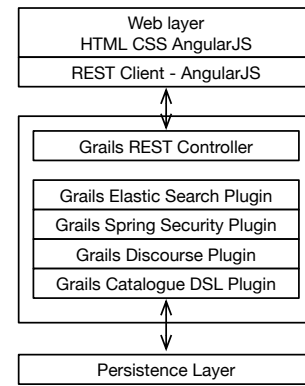 Web layer
HTML CSS AngularJS
REST Client - AngularJS
Grails REST Controller
Grails Elastic Search Plugin
Grails Spring Security Plugin
Grails Discourse Plugin
Grails Catalogue DSL Plugin
Persistence Layer